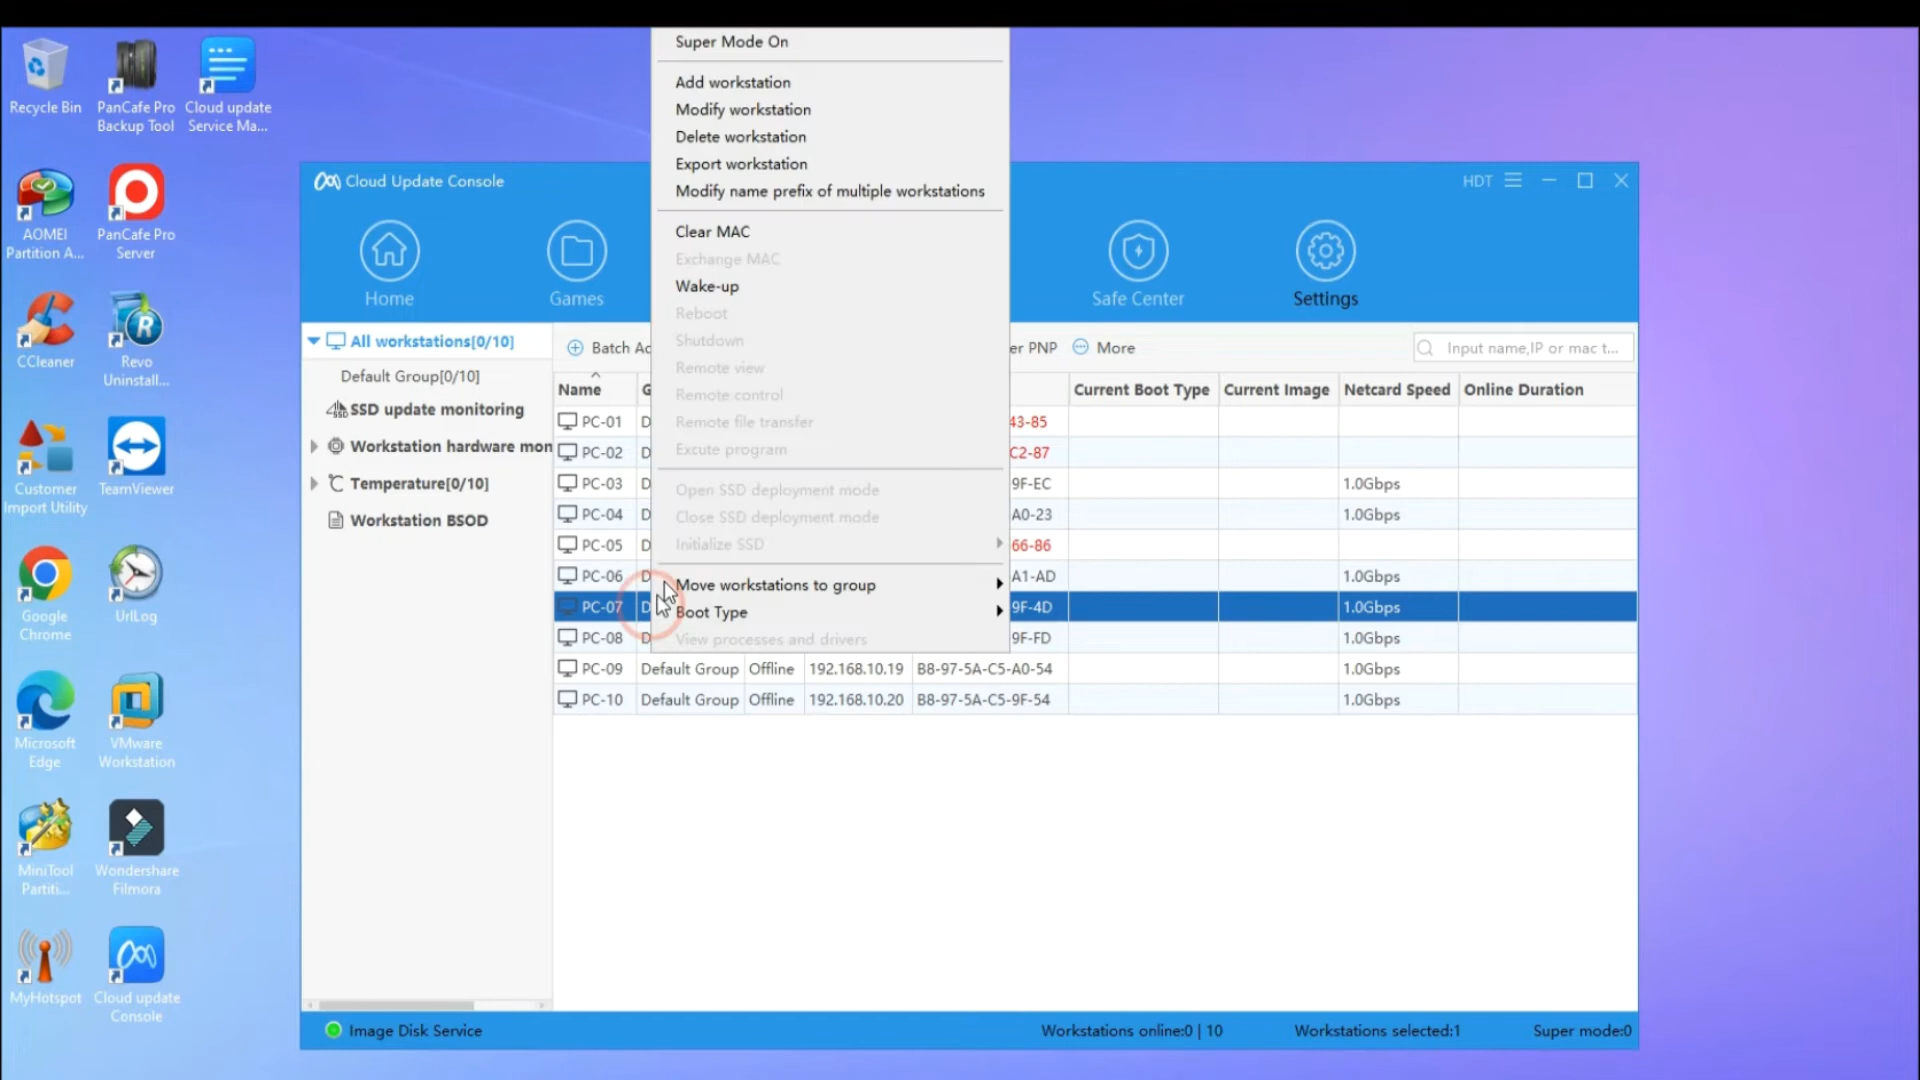 Super Mode On
Add workstation
Modify workstation
Delete workstation
Export workstation
Modify name prefix of multiple workstations
Clear MAC
Exchange MAC
Wake-up
Reboot
Shutdown
Remote view
Remote control
Remote file transfer
Excute program
Open SSD deployment mode
Close SSD deployment mode
Initialize SSD
Move workstations to group
Boot Type
View processes and drivers
Recycle Bin
PanCafe Pro
Backup Tool
Cloud update
Service Ma...
AOMEI
Partition A...
PanCafe Pro
Server
CCleaner
Revo
Uninstall...
Customer
Import Utility
TeamViewer
Google
Chrome
UrlLog
Microsoft
Edge
VMware
Workstation
MiniTool
Partiti...
Wondershare
Filmora
MyHotspot
Cloud update
Console
Cloud Update Console
HDT
Home
Games
Safe Center
Settings
All workstations[0/10]
Default Group[0/10]
SSD update monitoring
Workstation hardware mon
Temperature[0/10]
Workstation BSOD
Batch Ad
er PNP
More
Input name,IP or mac t...
Name
G
Current Boot Type
Current Image
Netcard Speed
Online Duration
PC-01 D 43-85
PC-02 D C2-87
PC-03 D 9F-EC 1.0Gbps
PC-04 D A0-23 1.0Gbps
PC-05 D 66-86
PC-06 D A1-AD 1.0Gbps
PC-07 D 9F-4D 1.0Gbps
PC-08 D 9F-FD 1.0Gbps
PC-09 Default Group Offline 192.168.10.19 B8-97-5A-C5-A0-54 1.0Gbps
PC-10 Default Group Offline 192.168.10.20 B8-97-5A-C5-9F-54 1.0Gbps
Image Disk Service
Workstations online:0 | 10
Workstations selected:1
Super mode:0